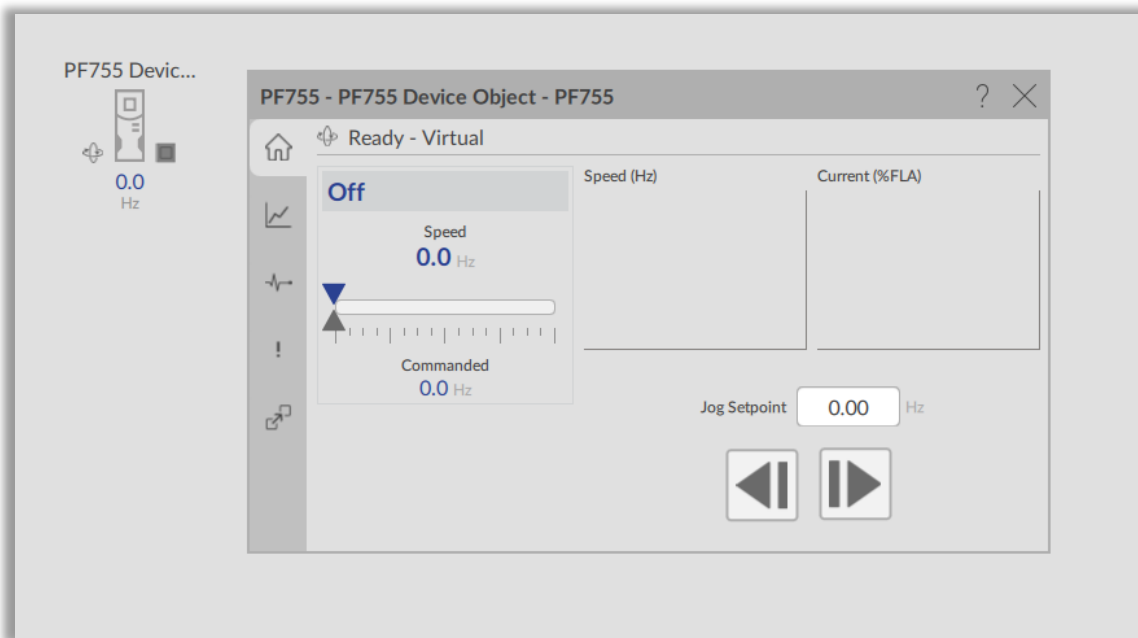 PF755 Devic...
0.0
Hz
PF755 - PF755 Device Object - PF755
?
Ready - Virtual
Off
Speed
0.0 Hz
Commanded
0.0 Hz
Speed (Hz)
Current (%FLA)
!
Jog Setpoint 0.00 Hz